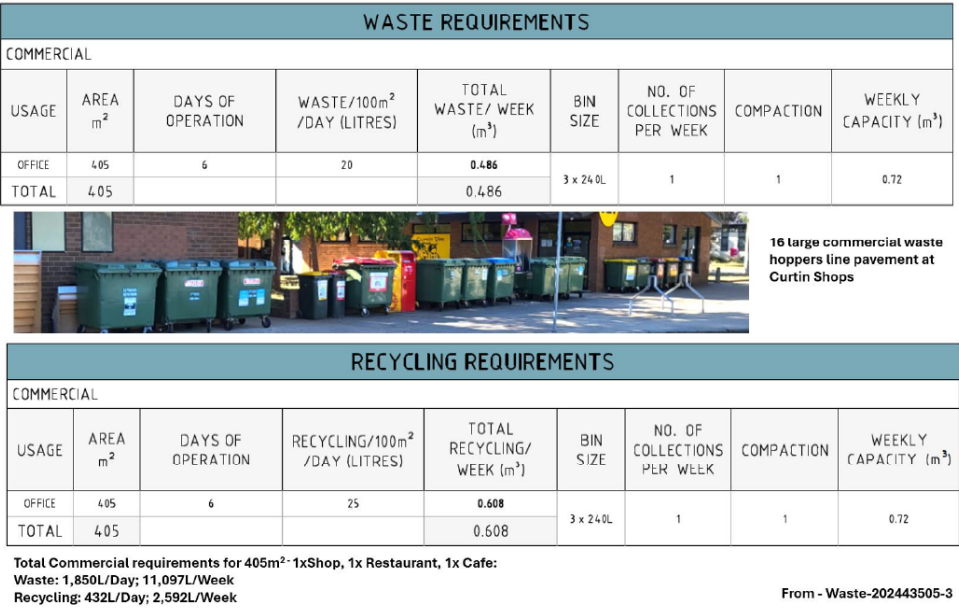 WASTE REQUIREMENTS
COMMERCIAL
USAGE AREA m² DAYS OF OPERATION WASTE/100m² /DAY (LITRES) TOTAL WASTE/ WEEK (m³) BIN SIZE NO. OF COLLECTIONS PER WEEK COMPACTION WEEKLY CAPACITY (m³)
OFFICE 405 6 20 0.486 3 x 240L 1 1 0.72
TOTAL 405 0.486
16 large commercial waste
hoppers line pavement at
Curtin Shops
RECYCLING REQUIREMENTS
COMMERCIAL
USAGE AREA m² DAYS OF OPERATION RECYCLING/100m² /DAY (LITRES) TOTAL RECYCLING/ WEEK (m³) BIN SIZE NO. OF COLLECTIONS PER WEEK COMPACTION WEEKLY CAPACITY (m³)
OFFICE 405 6 25 0.608 3 x 240L 1 1 0.72
TOTAL 405 0.608
Total Commercial requirements for 405m²- 1xShop, 1x Restaurant, 1x Cafe:
Waste: 1,850L/Day; 11,097L/Week
Recycling: 432L/Day; 2,592L/Week
From - Waste-202443505-3